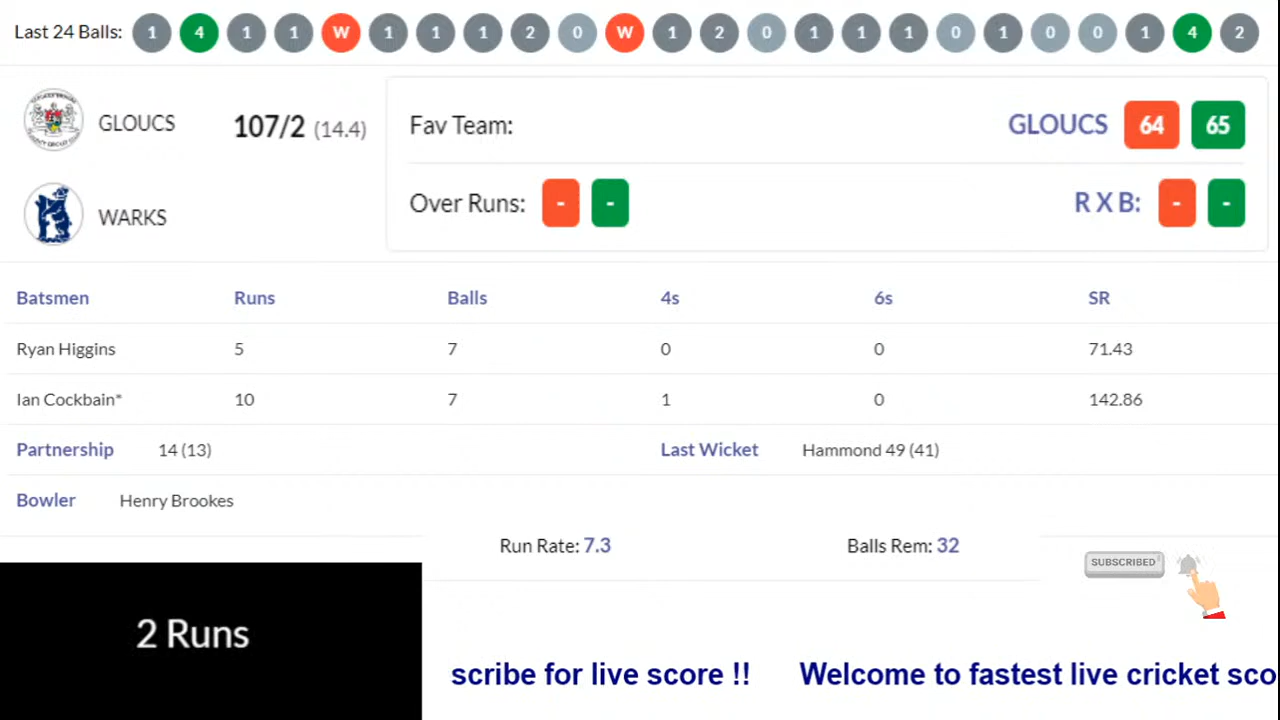 Last 24 Balls: 1 4 1 1 W 1 1 1 2 0 W 1 2 0 1 1 1 0 1 0 0 1 4 2
GLOUCS 107/2 (14.4)
WARKS
Fav Team: GLOUCS 64 65
Over Runs: - - R X B: - -
Batsmen Runs Balls 4s 6s SR
Ryan Higgins 5 7 0 0 71.43
Ian Cockbain* 10 7 1 0 142.86
Partnership 14 (13) Last Wicket Hammond 49 (41)
Bowler Henry Brookes
Run Rate: 7.3 Balls Rem: 32
SUBSCRIBED
2 Runs
scribe for live score !! Welcome to fastest live cricket sco